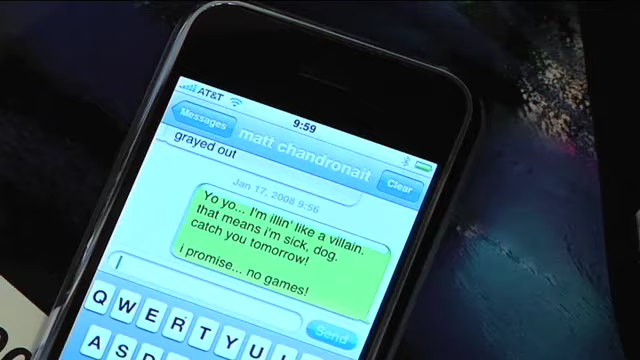 AT&T
9:59
Messages
matt chandronait
Clear
grayed out
Jan 17, 2008 9:56
Yo yo... I'm illin' like a villain.
that means i'm sick, dog.
catch you tomorrow!
i promise... no games!
Send
Q W E R T Y U I
A S D